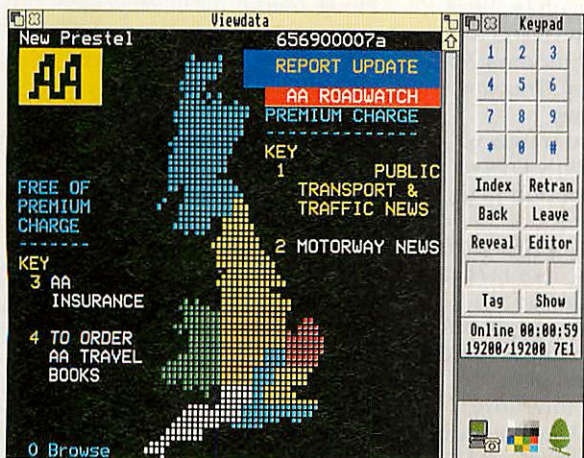 Viewdata
New Prestel 656900007a
AA
REPORT UPDATE
AA ROADWATCH
PREMIUM CHARGE
KEY
1 PUBLIC
TRANSPORT &
TRAFFIC NEWS
2 MOTORWAY NEWS
FREE OF
PREMIUM
CHARGE
KEY
3 AA
INSURANCE
4 TO ORDER
AA TRAVEL
BOOKS
0 Browse
Keypad
1 2 3
4 5 6
7 8 9
* 0 #
Index Retran
Back Leave
Reveal Editor
Tag Show
Online 00:00:59
19200/19200 7E1